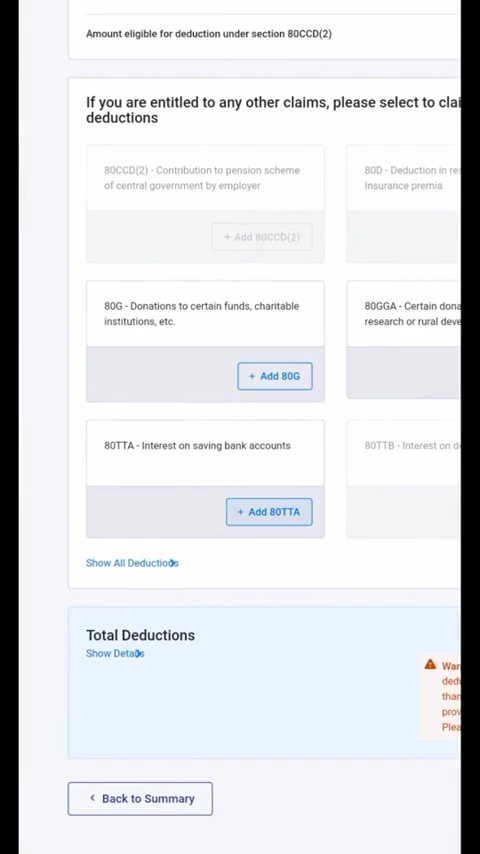 Amount eligible for deduction under section 80CCD(2)
If you are entitled to any other claims, please select to clai
deductions
80CCD(2) - Contribution to pension scheme
of central government by employer
+ Add 80CCD(2)
80D - Deduction in res
Insurance premia
80G - Donations to certain funds, charitable
institutions, etc.
+ Add 80G
80GGA - Certain dona
research or rural deve
80TTA - Interest on saving bank accounts
+ Add 80TTA
80TTB - Interest on d
Show All Deductions
Total Deductions
Show Details
Warn
dedu
than
prov
Plea
Back to Summary